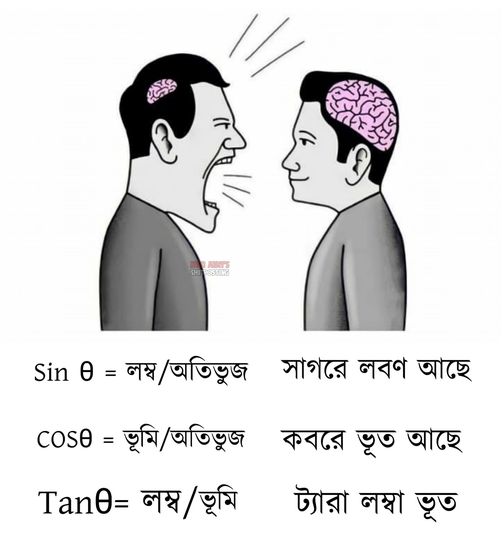 Sin θ = লম্ব/অতিভুজ সাগরে লবণ আছে
cosθ = ভূমি/অতিভুজ কবরে ভূত আছে
Tanθ= লম্ব/ভূমি ট্যারা লম্বা ভূত